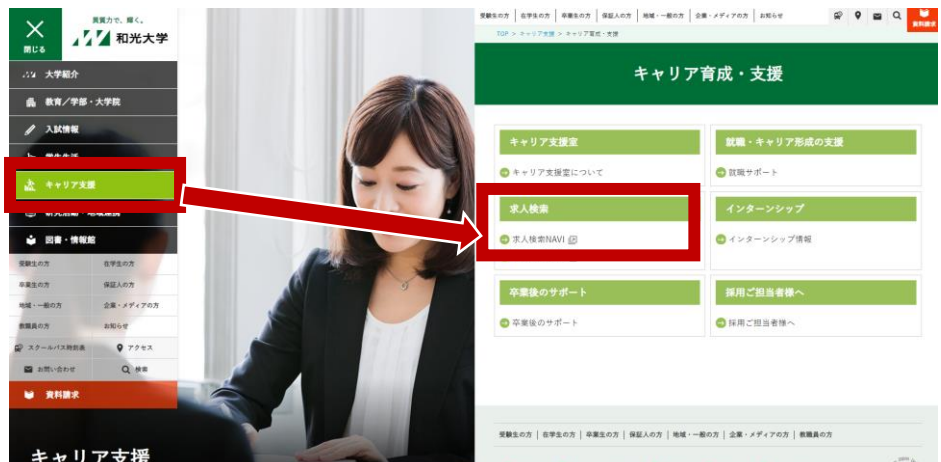 異質力で、輝く。
和光大学
閉じる
大学紹介
教育/学部・大学院
入試情報
キャリア支援
図書・情報館
受験生の方
在学生の方
卒業生の方
保証人の方
地域・一般の方
企業・メディアの方
教職員の方
お知らせ
スクールバス時刻表
アクセス
お問い合わせ
検索
資料請求
キャリア支援
受験生の方 | 在学生の方 | 卒業生の方 | 保証人の方 | 地域・一般の方 | 企業・メディアの方 | お知らせ
資料請求
TOP > キャリア支援 > キャリア育成・支援
キャリア育成・支援
キャリア支援室
キャリア支援室について
就職・キャリア形成の支援
就職サポート
求人検索
求人検索NAVI
インターンシップ
インターンシップ情報
卒業後のサポート
卒業後のサポート
採用ご担当者様へ
採用ご担当者様へ
受験生の方 | 在学生の方 | 卒業生の方 | 保証人の方 | 地域・一般の方 | 企業・メディアの方 | 教職員の方